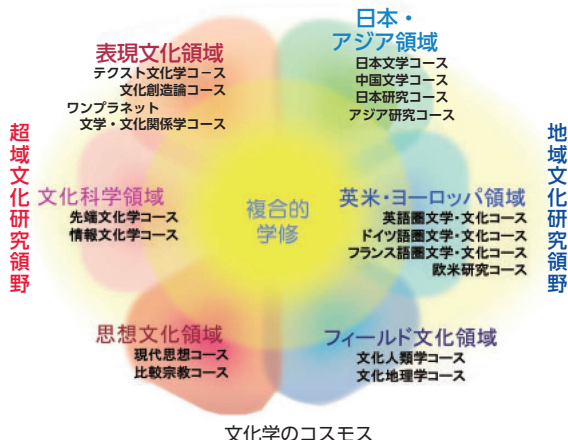 表現文化領域
テクスト文化学コース
文化創造論コース
ワンプラネット
文学・文化関係学コース
日本・
アジア領域
日本文学コース
中国文学コース
日本研究コース
アジア研究コース
超域文化研究領野
文化科学領域
先端文化学コース
情報文化学コース
複合的
学修
英米・ヨーロッパ領域
英語圏文学・文化コース
ドイツ語圏文学・文化コース
フランス語圏文学・文化コース
欧米研究コース
地域文化研究領野
思想文化領域
現代思想コース
比較宗教コース
フィールド文化領域
文化人類学コース
文化地理学コース
文化学のコスモス